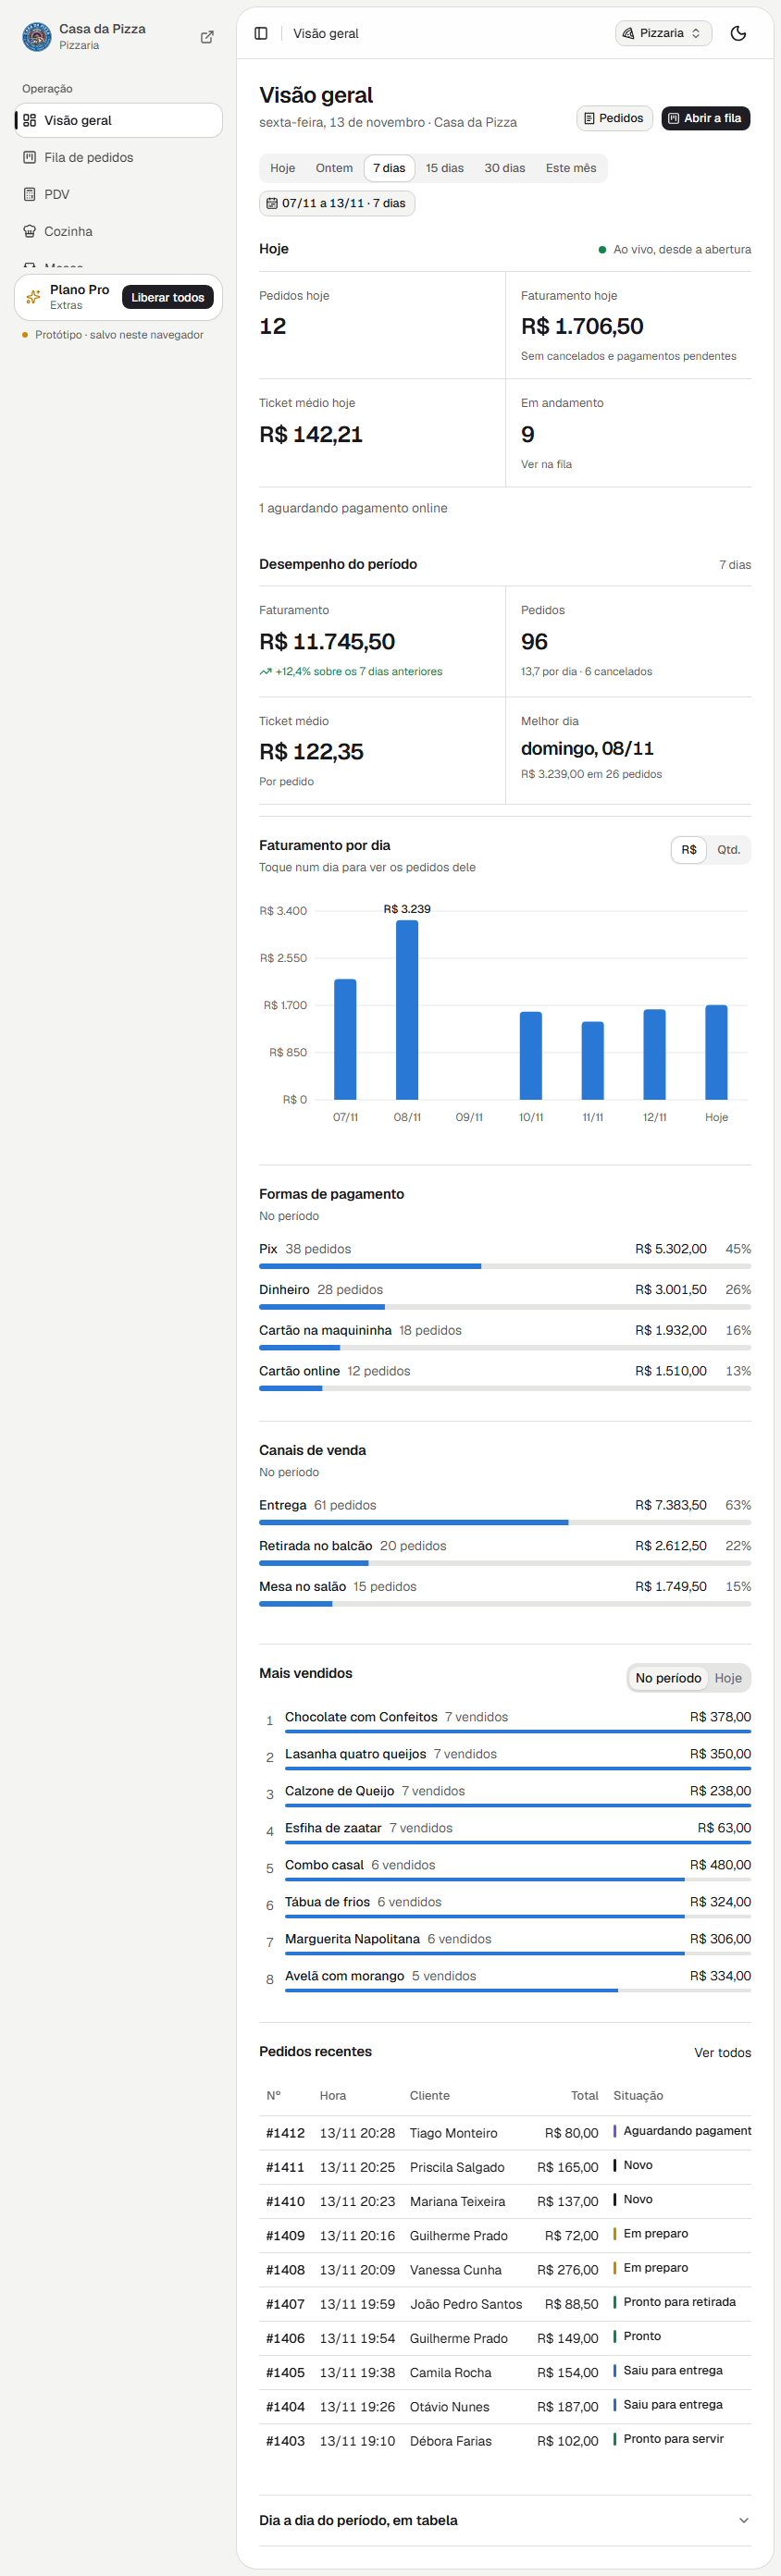 Casa da Pizza
Pizzaria
Operação
Visão geral
Fila de pedidos
PDV
Cozinha
Plano Pro
Extras
Liberar todos
Protótipo · salvo neste navegador
Visão geral
Pizzaria
Visão geral
sexta-feira, 13 de novembro · Casa da Pizza
Pedidos
Abrir a fila
Hoje Ontem 7 dias 15 dias 30 dias Este mês
07/11 a 13/11 · 7 dias
Hoje
Ao vivo, desde a abertura
Pedidos hoje
12
Faturamento hoje
R$ 1.706,50
Sem cancelados e pagamentos pendentes
Ticket médio hoje
R$ 142,21
Em andamento
9
Ver na fila
1 aguardando pagamento online
Desempenho do período
7 dias
Faturamento
R$ 11.745,50
+12,4% sobre os 7 dias anteriores
Pedidos
96
13,7 por dia · 6 cancelados
Ticket médio
R$ 122,35
Por pedido
Melhor dia
domingo, 08/11
R$ 3.239,00 em 26 pedidos
Faturamento por dia
Toque num dia para ver os pedidos dele
R$ Qtd.
R$ 3.239
R$ 3.400
R$ 2.550
R$ 1.700
R$ 850
R$ 0
07/11 08/11 09/11 10/11 11/11 12/11 Hoje
Formas de pagamento
No período
Pix 38 pedidos R$ 5.302,00 45%
Dinheiro 28 pedidos R$ 3.001,50 26%
Cartão na maquininha 18 pedidos R$ 1.932,00 16%
Cartão online 12 pedidos R$ 1.510,00 13%
Canais de venda
No período
Entrega 61 pedidos R$ 7.383,50 63%
Retirada no balcão 20 pedidos R$ 2.612,50 22%
Mesa no salão 15 pedidos R$ 1.749,50 15%
Mais vendidos
No período Hoje
1 Chocolate com Confeitos 7 vendidos R$ 378,00
2 Lasanha quatro queijos 7 vendidos R$ 350,00
3 Calzone de Queijo 7 vendidos R$ 238,00
4 Esfiha de zaatar 7 vendidos R$ 63,00
5 Combo casal 6 vendidos R$ 480,00
6 Tábua de frios 6 vendidos R$ 324,00
7 Marguerita Napolitana 6 vendidos R$ 306,00
8 Avelã com morango 5 vendidos R$ 334,00
Pedidos recentes
Ver todos
Nº Hora Cliente Total Situação
#1412 13/11 20:28 Tiago Monteiro R$ 80,00 Aguardando pagament
#1411 13/11 20:25 Priscila Salgado R$ 165,00 Novo
#1410 13/11 20:23 Mariana Teixeira R$ 137,00 Novo
#1409 13/11 20:16 Guilherme Prado R$ 72,00 Em preparo
#1408 13/11 20:09 Vanessa Cunha R$ 276,00 Em preparo
#1407 13/11 19:59 João Pedro Santos R$ 88,50 Pronto para retirada
#1406 13/11 19:54 Guilherme Prado R$ 149,00 Pronto
#1405 13/11 19:38 Camila Rocha R$ 154,00 Saiu para entrega
#1404 13/11 19:26 Otávio Nunes R$ 187,00 Saiu para entrega
#1403 13/11 19:10 Débora Farias R$ 102,00 Pronto para servir
Dia a dia do período, em tabela